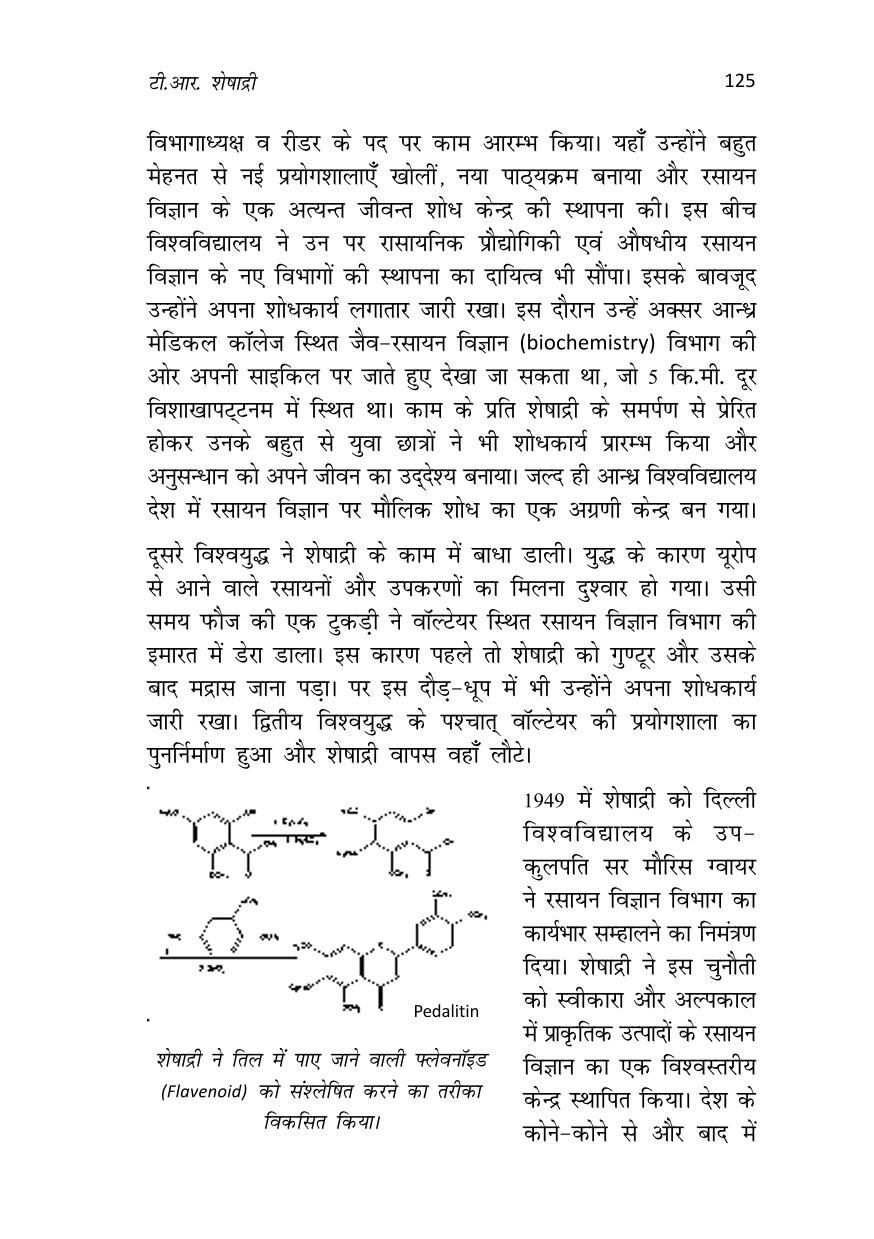 टी.आर. शेषाद्री
125
विभागाध्यक्ष व रीडर के पद पर काम आरम्भ किया। यहाँ उन्होंने बहुत
मेहनत से नई प्रयोगशालाएँ खोलीं, नया पाठ्यक्रम बनाया और रसायन
विज्ञान के एक अत्यन्त जीवन्त शोध केन्द्र की स्थापना की। इस बीच
विश्वविद्यालय ने उन पर रासायनिक प्रौद्योगिकी एवं औषधीय रसायन
विज्ञान के नए विभागों की स्थापना का दायित्व भी सौंपा। इसके बावजूद
उन्होंने अपना शोधकार्य लगातार जारी रखा। इस दौरान उन्हें अक्सर आन्ध्र
मेडिकल कॉलेज स्थित जैव-रसायन विज्ञान (biochemistry) विभाग की
ओर अपनी साइकिल पर जाते हुए देखा जा सकता था, जो 5 कि.मी. दूर
विशाखापट्टनम में स्थित था। काम के प्रति शेषाद्री के समर्पण से प्रेरित
होकर उनके बहुत से युवा छात्रों ने भी शोधकार्य प्रारम्भ किया और
अनुसन्धान को अपने जीवन का उद्देश्य बनाया। जल्द ही आन्ध्र विश्वविद्यालय
देश में रसायन विज्ञान पर मौलिक शोध का एक अग्रणी केन्द्र बन गया।
दूसरे विश्वयुद्ध ने शेषाद्री के काम में बाधा डाली। युद्ध के कारण यूरोप
से आने वाले रसायनों और उपकरणों का मिलना दुश्वार हो गया। उसी
समय फौज की एक टुकड़ी ने वॉल्टेयर स्थित रसायन विज्ञान विभाग की
इमारत में डेरा डाला। इस कारण पहले तो शेषाद्री को गुण्टूर और उसके
बाद मद्रास जाना पड़ा। पर इस दौड़-धूप में भी उन्होंने अपना शोधकार्य
जारी रखा। द्वितीय विश्वयुद्ध के पश्चात् वॉल्टेयर की प्रयोगशाला का
पुनर्निर्माण हुआ और शेषाद्री वापस वहाँ लौटे।
Pedalitin
शेषाद्री ने तिल में पाए जाने वाली फ्लेवनॉइड
(Flavenoid) को संश्लेषित करने का तरीका
विकसित किया।
1949 में शेषाद्री को दिल्ली
विश्वविद्यालय के उप-
कुलपति सर मौरिस ग्वायर
ने रसायन विज्ञान विभाग का
कार्यभार सम्हालने का निमंत्रण
दिया। शेषाद्री ने इस चुनौती
को स्वीकारा और अल्पकाल
में प्राकृतिक उत्पादों के रसायन
विज्ञान का एक विश्वस्तरीय
केन्द्र स्थापित किया। देश के
कोने-कोने से और बाद में